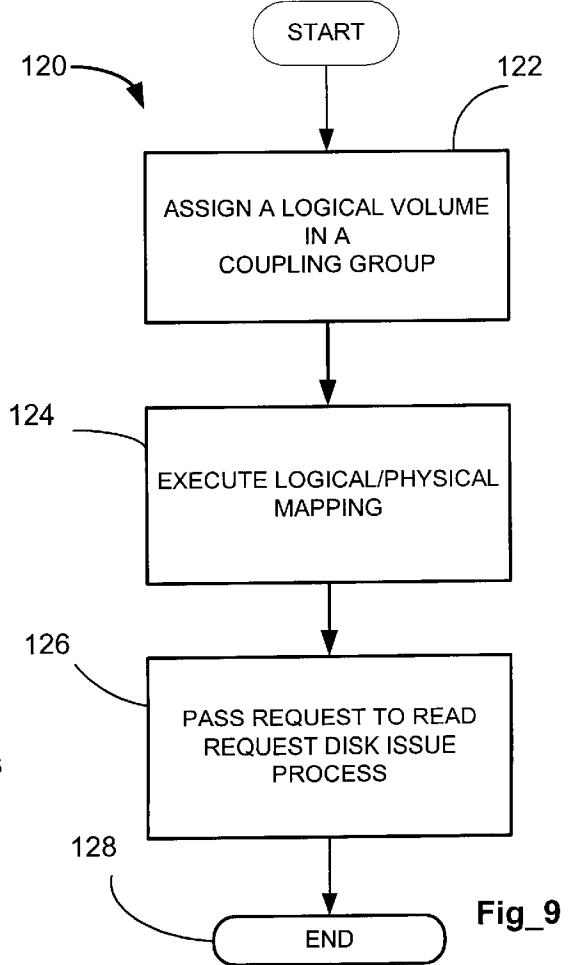 START
120
122
ASSIGN A LOGICAL VOLUME
IN A
COUPLING GROUP
124
EXECUTE LOGICAL/PHYSICAL
MAPPING
126
PASS REQUEST TO READ
REQUEST DISK ISSUE
PROCESS
128
END
Fig_9